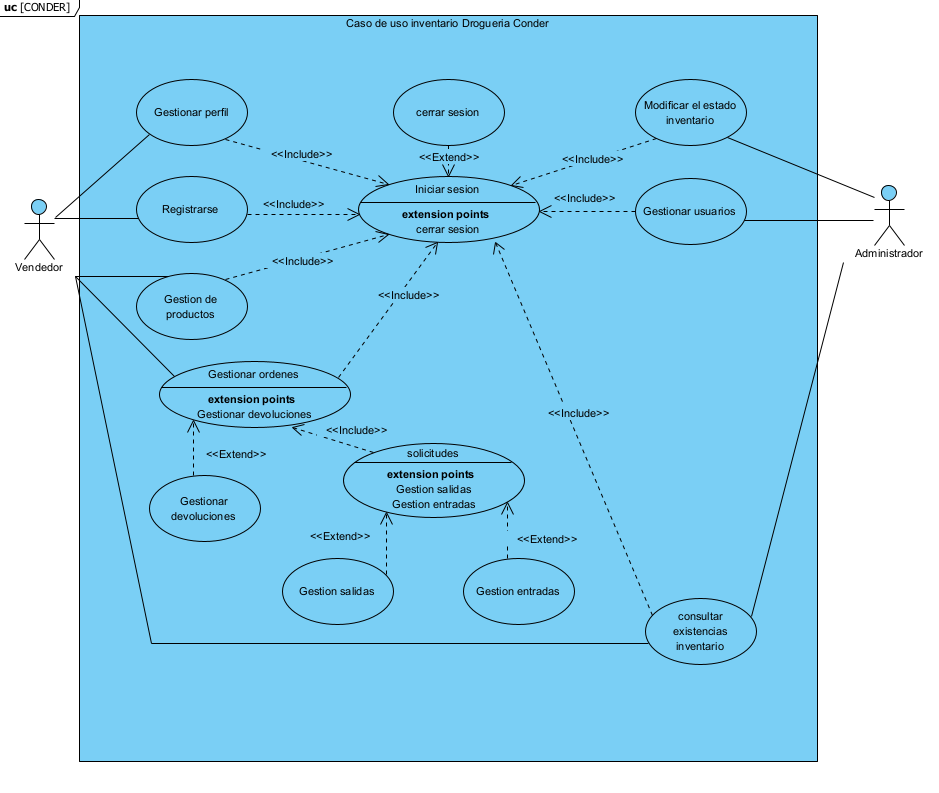 uc [CONDER]
Caso de uso inventario Drogueria Conder
Gestionar perfil
cerrar sesion
Modificar el estado
inventario
<<Include>>
<<Extend>>
<<Include>>
Iniciar sesion
extension points
cerrar sesion
Registrarse
<<Include>>
<<Include>>
Gestionar usuarios
Vendedor
Administrador
<<Include>>
Gestion de
productos
<<Include>>
Gestionar ordenes
extension points
Gestionar devoluciones
<<Include>>
<<Include>>
<<Extend>>
solicitudes
extension points
Gestion salidas
Gestion entradas
Gestionar
devoluciones
<<Extend>>
<<Extend>>
Gestion salidas
Gestion entradas
consultar
existencias
inventario